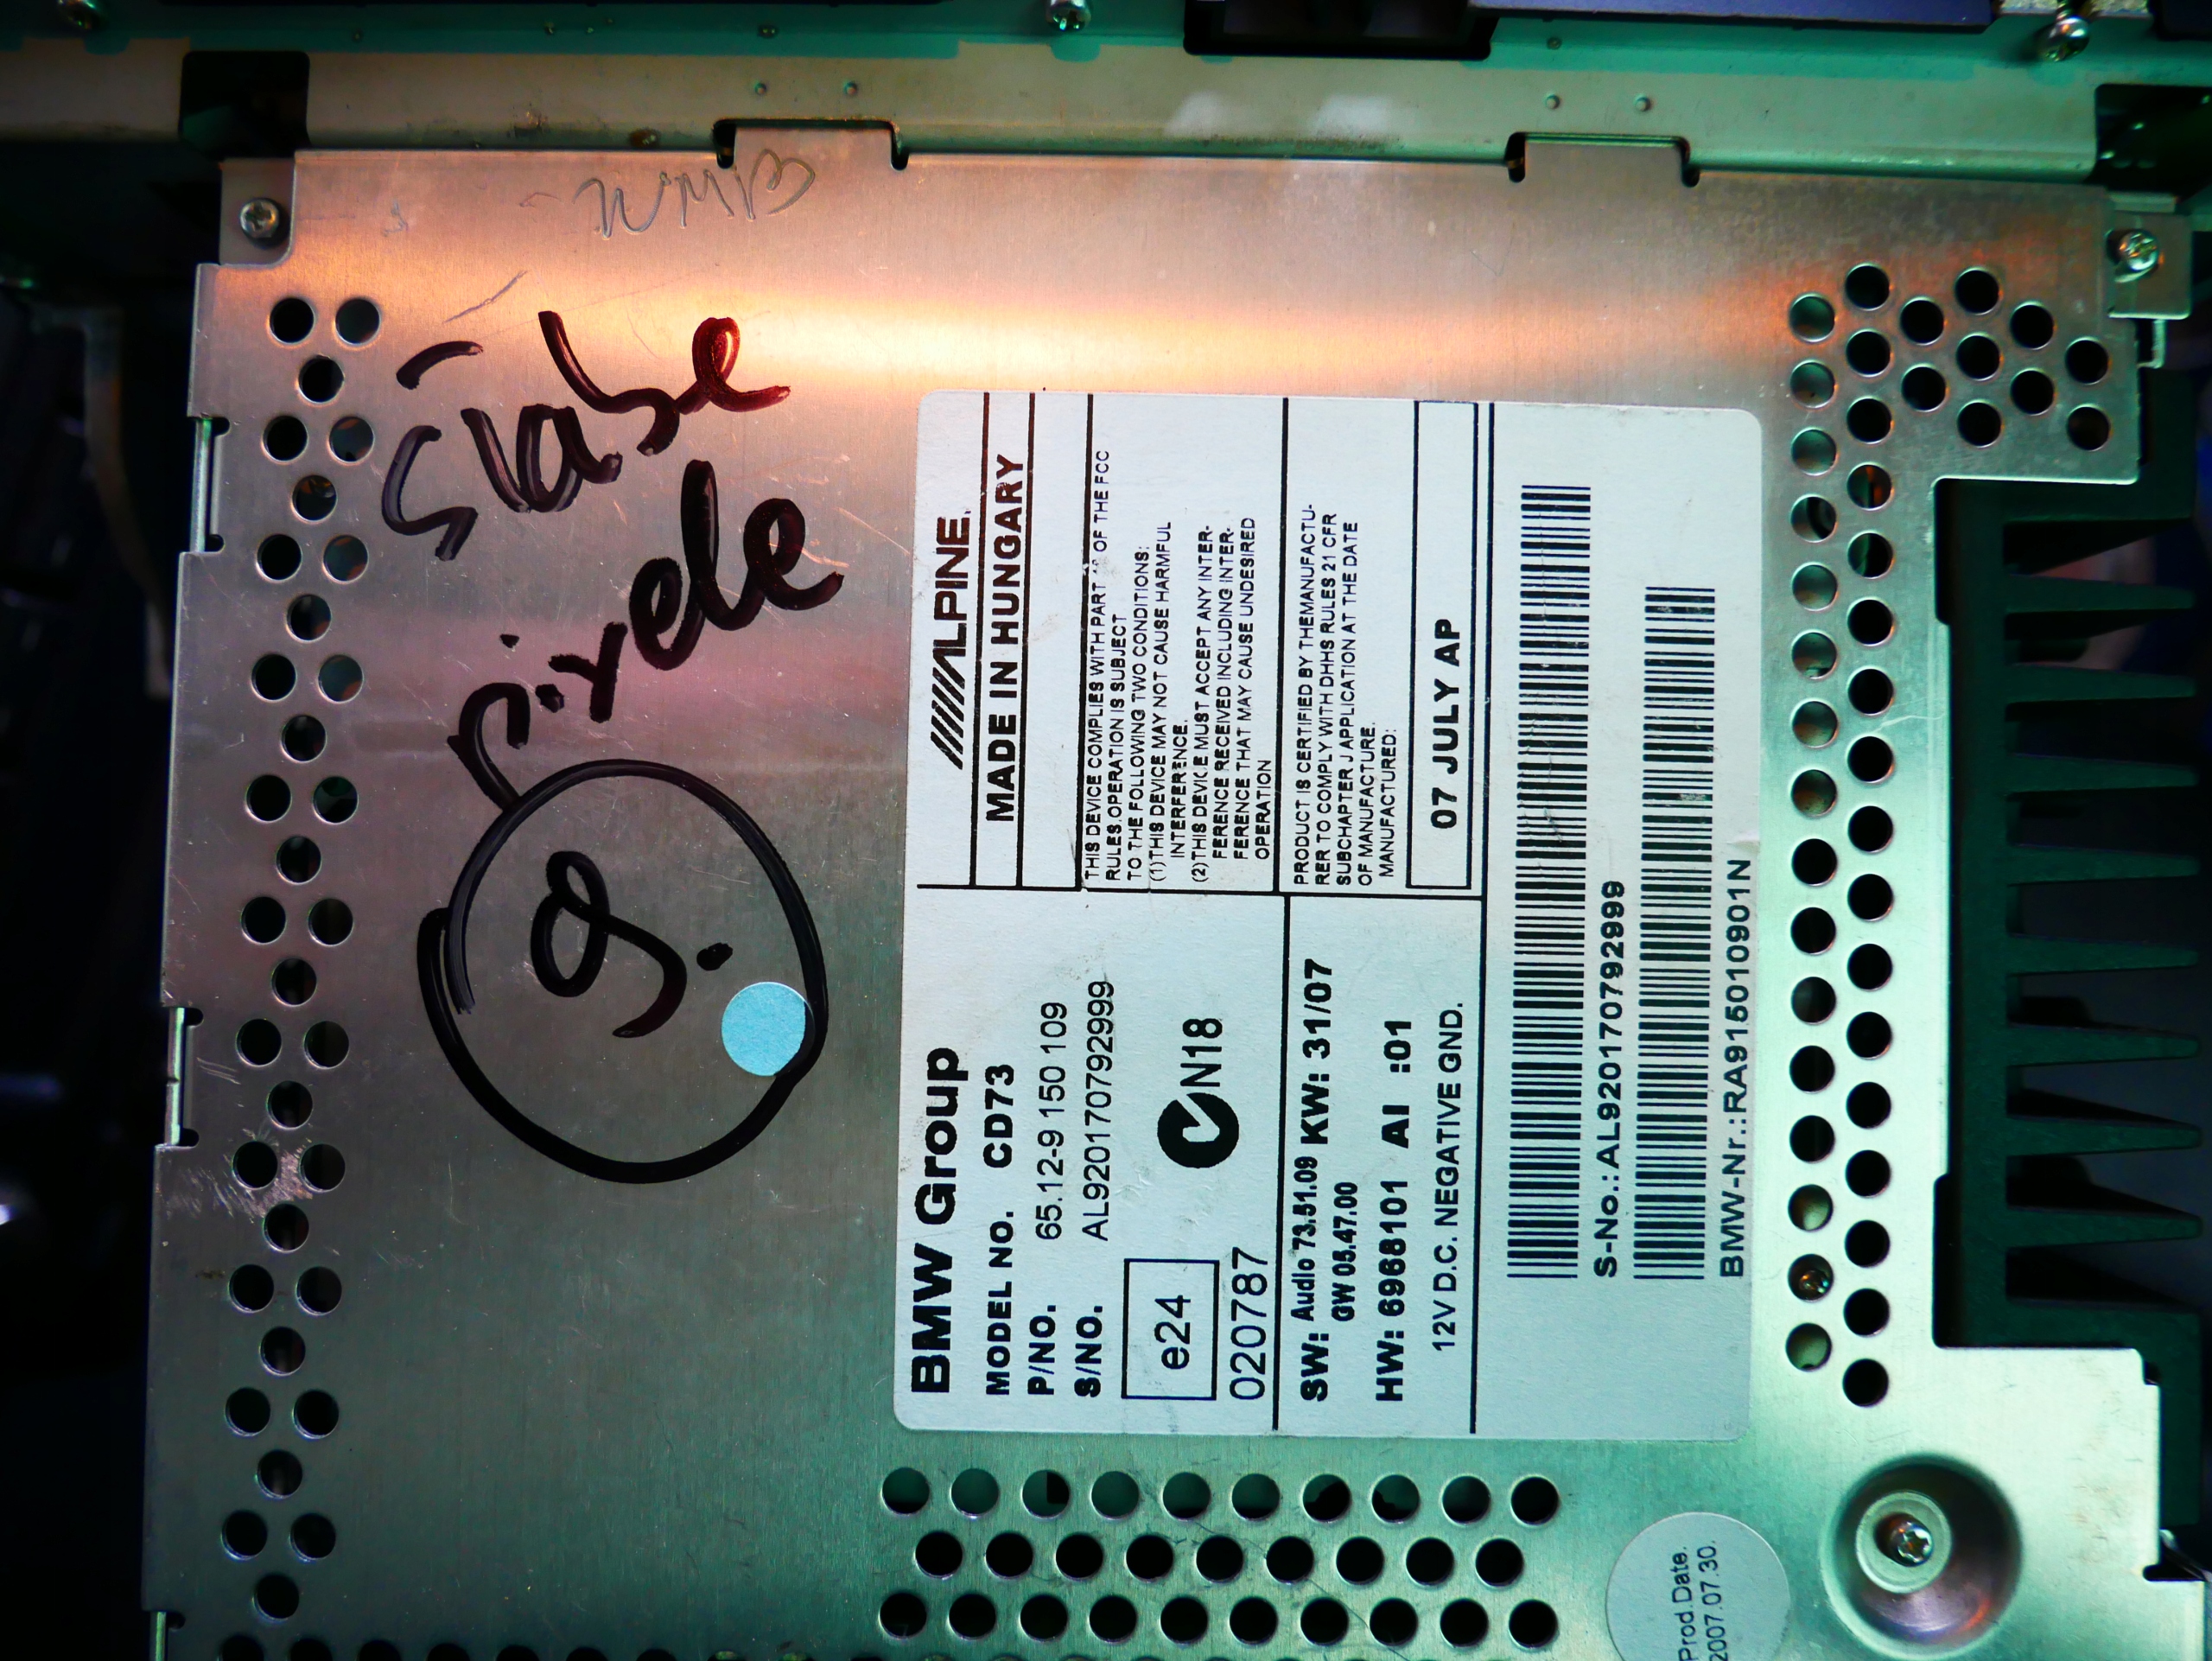 słabe
pixele
9.
ALPINE
MADE IN HUNGARY
THIS DEVICE COMPLIES WITH PART OF THE FCC
RULES.OPERATION IS SUBJECT
TO THE FOLLOWING TWO CONDITIONS:
(1)THIS DEVICE MAY NOT CAUSE HARMFUL
INTERFERENCE.
(2)THIS DEVICE MUST ACCEPT ANY INTER-
FERENCE RECEIVED INCLUDING INTER-
FERENCE THAT MAY CAUSE UNDESIRED
OPERATION
PRODUCT IS CERTIFIED BY THEMANUFACTU-
RER TO COMPLY WITH DHHS RULES 21 CFR
SUBCHAPTER J APPLICATION AT THE DATE
OF MANUFACTURE.
MANUFACTURED:
07 JULY AP
BMW Group
MODEL NO. CD73
P/NO. 65.12-9 150 109
S/NO. AL920170792999
e24
N18
020787
SW: Audio 73.51.09 KW: 31/07
GW 05.47.00
HW: 6968101 AI :01
12V D.C. NEGATIVE GND.
S-No.:AL920170792999
BMW-Nr.:RA91501090​1N
Prod.Date.
2007.07.30.